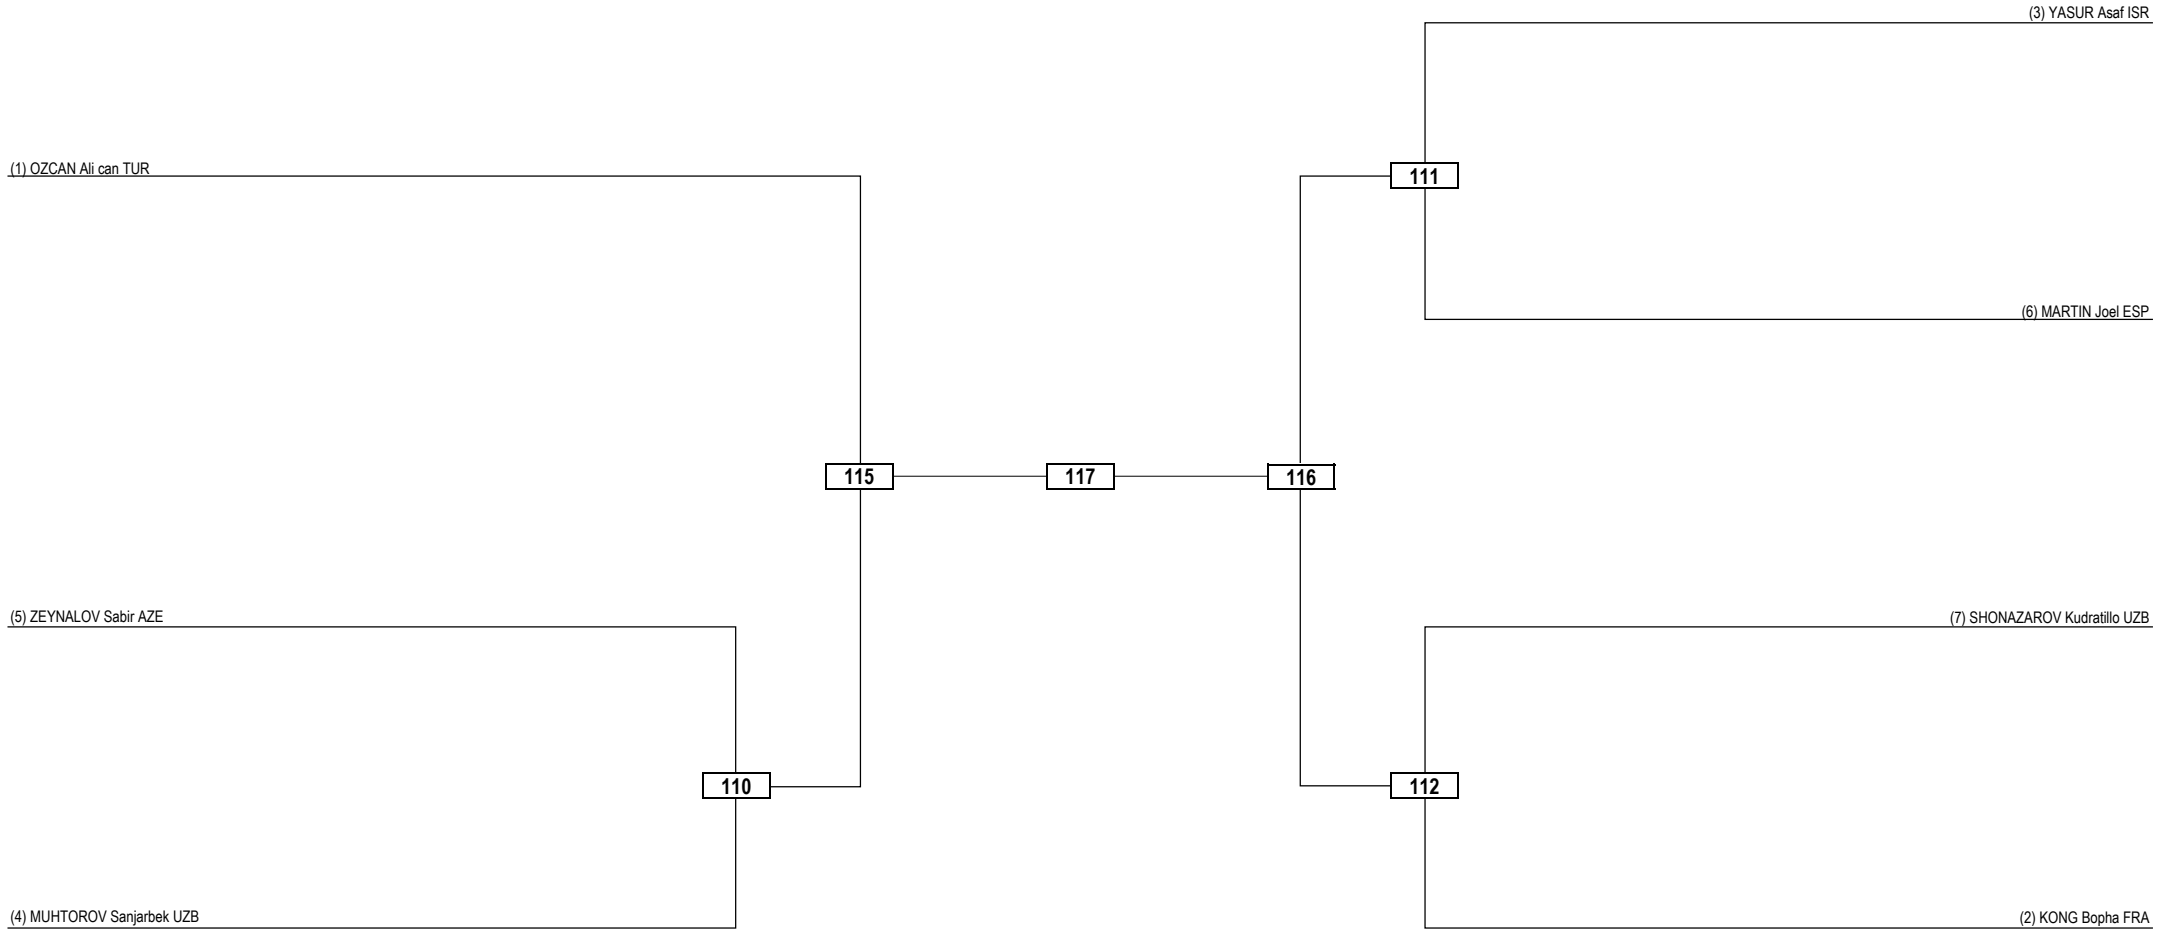 (3) YASUR Asaf ISR
(1) OZCAN Ali can TUR
111
(6) MARTIN Joel ESP
115
117
116
(5) ZEYNALOV Sabir AZE
(7) SHONAZAROV Kudratillo UZB
110
112
(4) MUHTOROV Sanjarbek UZB
(2) KONG Bopha FRA